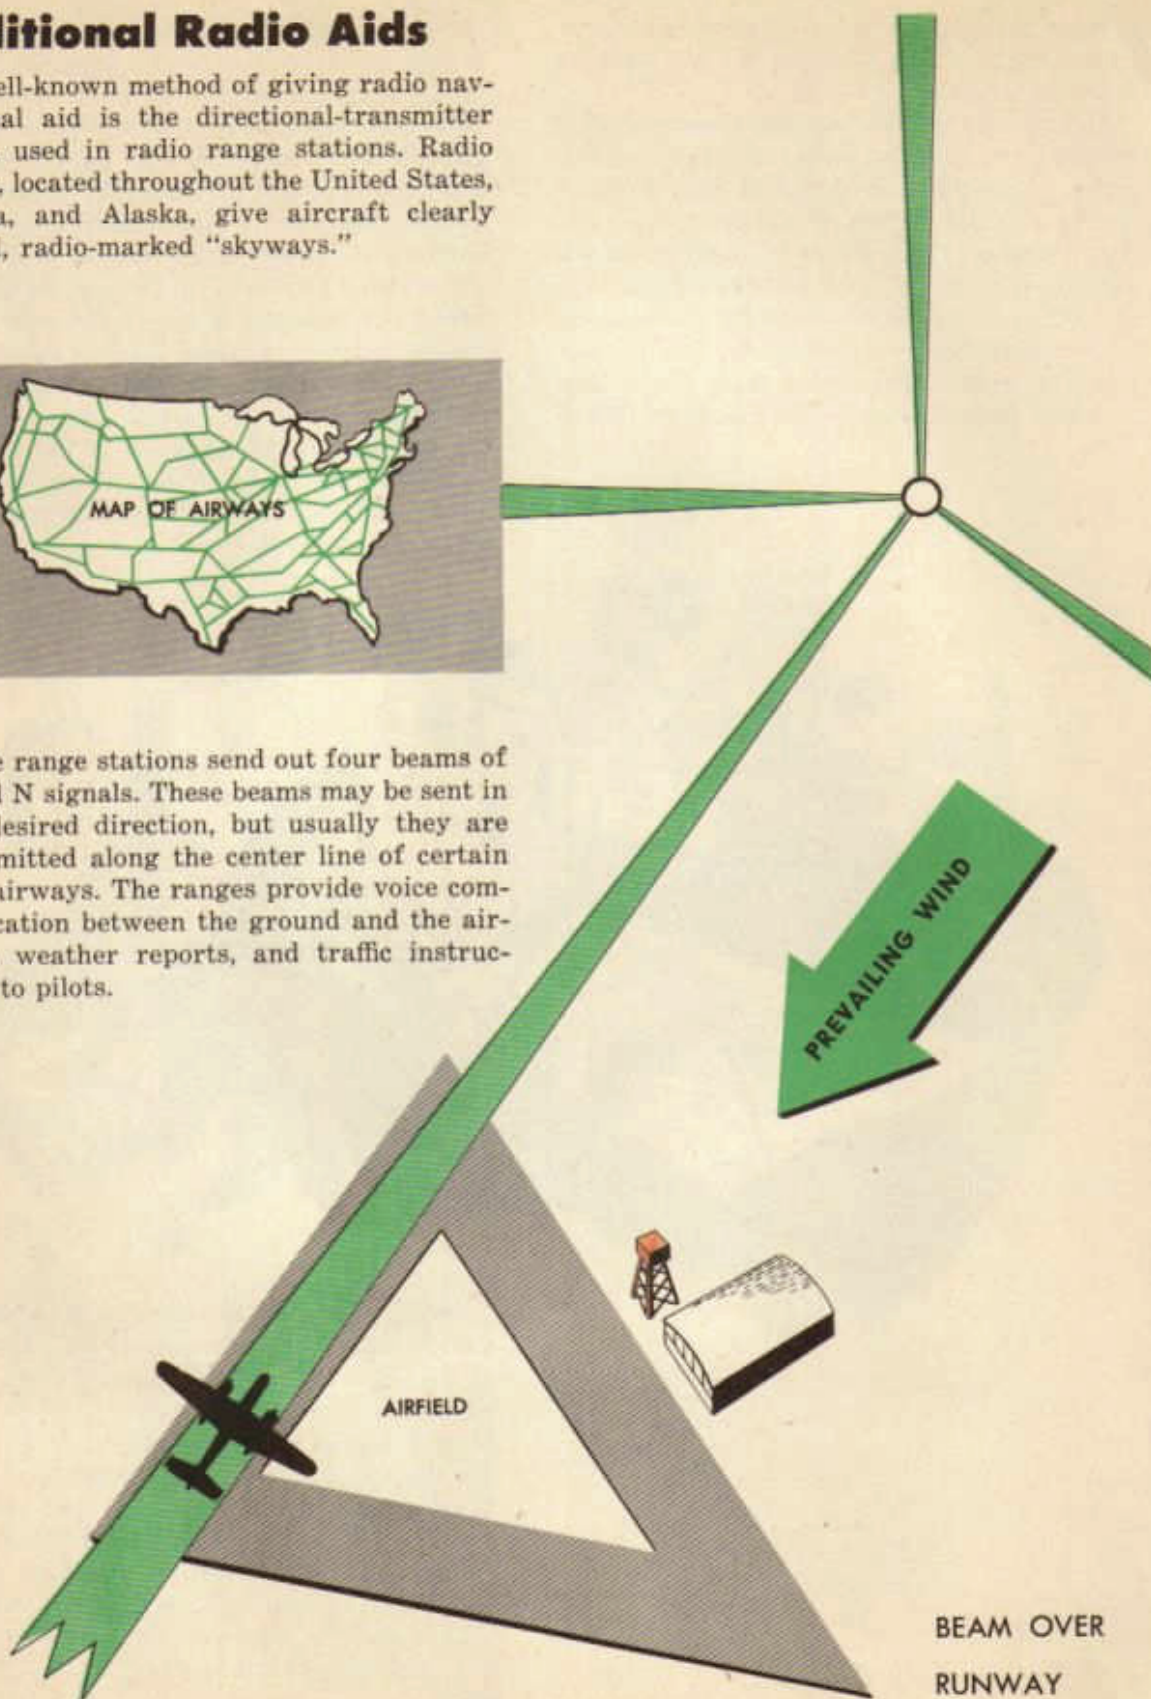 litional Radio Aids
ell-known method of giving radio nav-
al aid is the directional-transmitter
used in radio range stations. Radio
, located throughout the United States,
a, and Alaska, give aircraft clearly
, radio-marked "skyways."
MAP OF AIRWAYS
e range stations send out four beams of
l N signals. These beams may be sent in
desired direction, but usually they are
mitted along the center line of certain
airways. The ranges provide voice com-
cation between the ground and the air-
weather reports, and traffic instruc-
to pilots.
PREVAILING WIND
AIRFIELD
BEAM OVER
RUNWAY